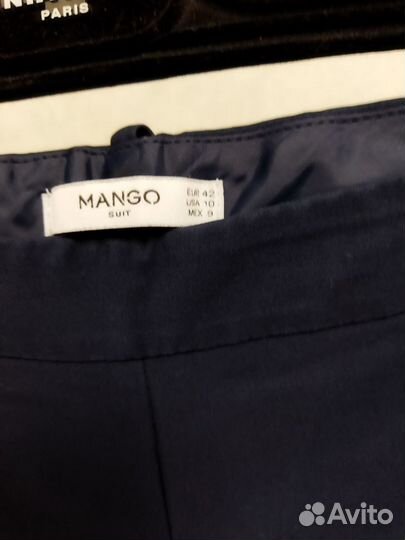 PARIS
MANGO
SUIT
EUR 42
USA 10
MEX 9
Avito